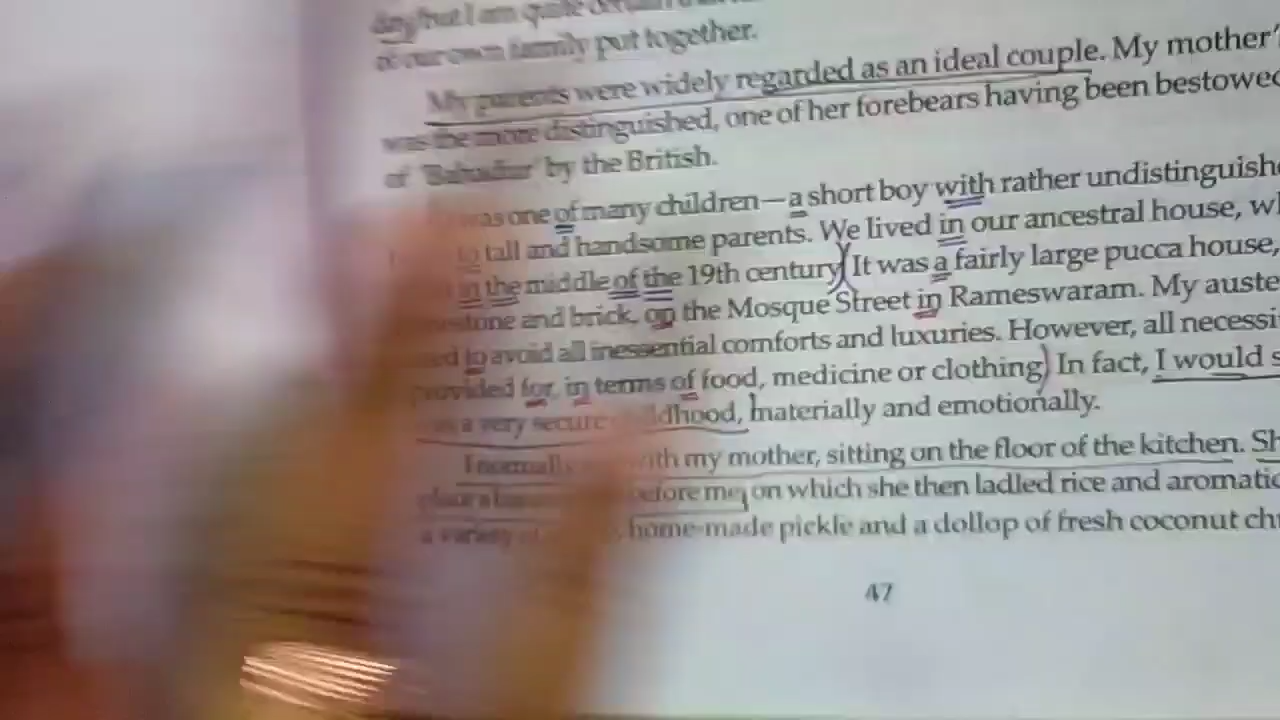 but I am quite
of our own family put together.
My parents were widely regarded as an ideal couple. My mother'
was the more distinguished, one of her forebears having been bestowed
of 'Bahadur' by the British.
was one of many children—a short boy with rather undistinguish
to tall and handsome parents. We lived in our ancestral house, wh
in the middle of the 19th century. It was a fairly large pucca house,
and brick, on the Mosque Street in Rameswaram. My auste
to avoid all inessential comforts and luxuries. However, all necessi
provided for, in terms of food, medicine or clothing. In fact, I would s
a very secure childhood, materially and emotionally.
I normally with my mother, sitting on the floor of the kitchen. Sh
before me, on which she then ladled rice and aromatic
a variety of home-made pickle and a dollop of fresh coconut ch
47